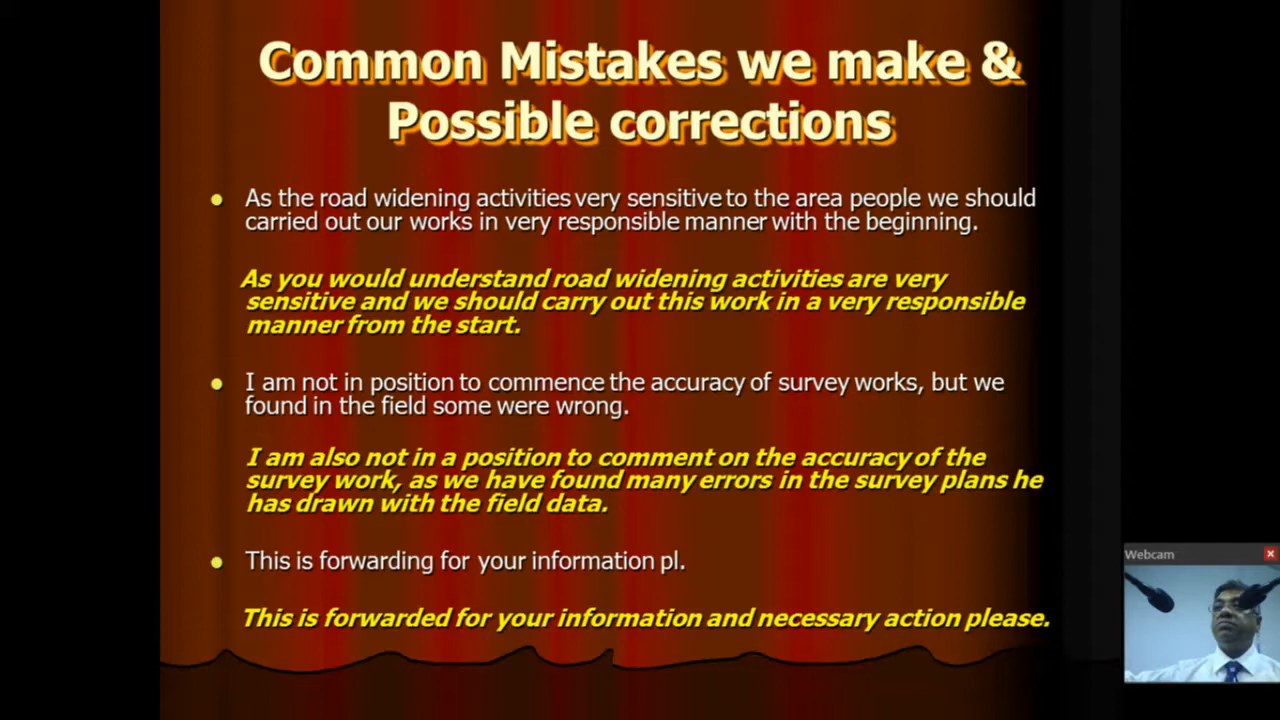 Common Mistakes we make &
Possible corrections
As the road widening activities very sensitive to the area people we should
carried out our works in very responsible manner with the beginning.
As you would understand road widening activities are very
sensitive and we should carry out this work in a very responsible
manner from the start.
I am not in position to commence the accuracy of survey works, but we
found in the field some were wrong.
I am also not in a position to comment on the accuracy of the
survey work, as we have found many errors in the survey plans he
has drawn with the field data.
This is forwarding for your information pl.
This is forwarded for your information and necessary action please.
Webcam